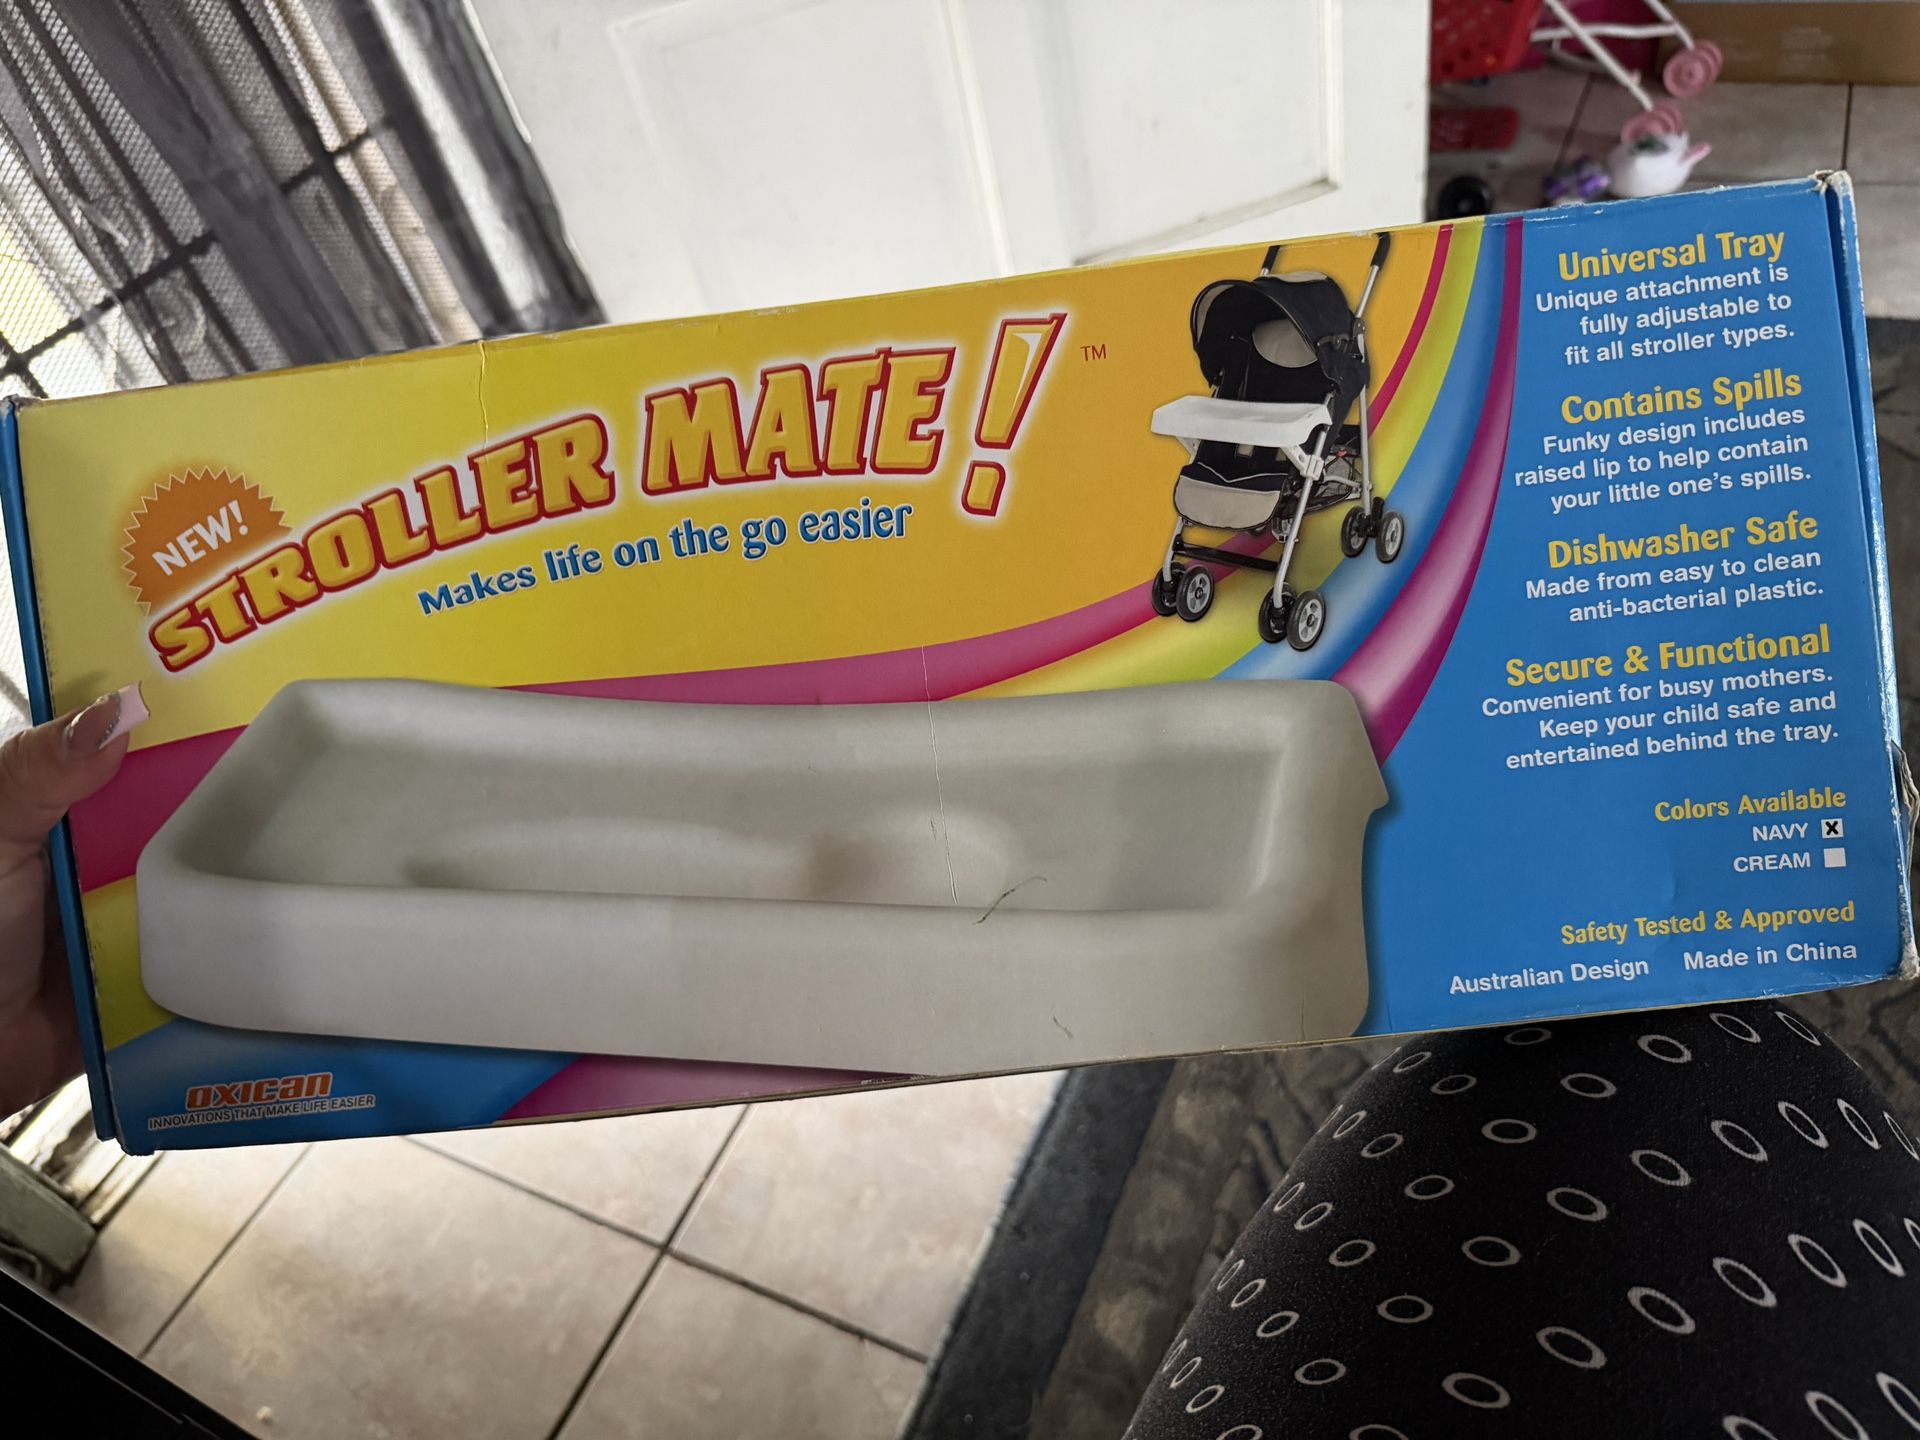 NEW!
STROLLER MATE! TM
Makes life on the go easier
Universal Tray
Unique attachment is
fully adjustable to
fit all stroller types.
Contains Spills
Funky design includes
raised lip to help contain
your little one's spills.
Dishwasher Safe
Made from easy to clean
anti-bacterial plastic.
Secure & Functional
Convenient for busy mothers.
Keep your child safe and
entertained behind the tray.
Colors Available
NAVY X
CREAM
Safety Tested & Approved
Australian Design Made in China
oxican
INNOVATIONS THAT MAKE LIFE EASIER